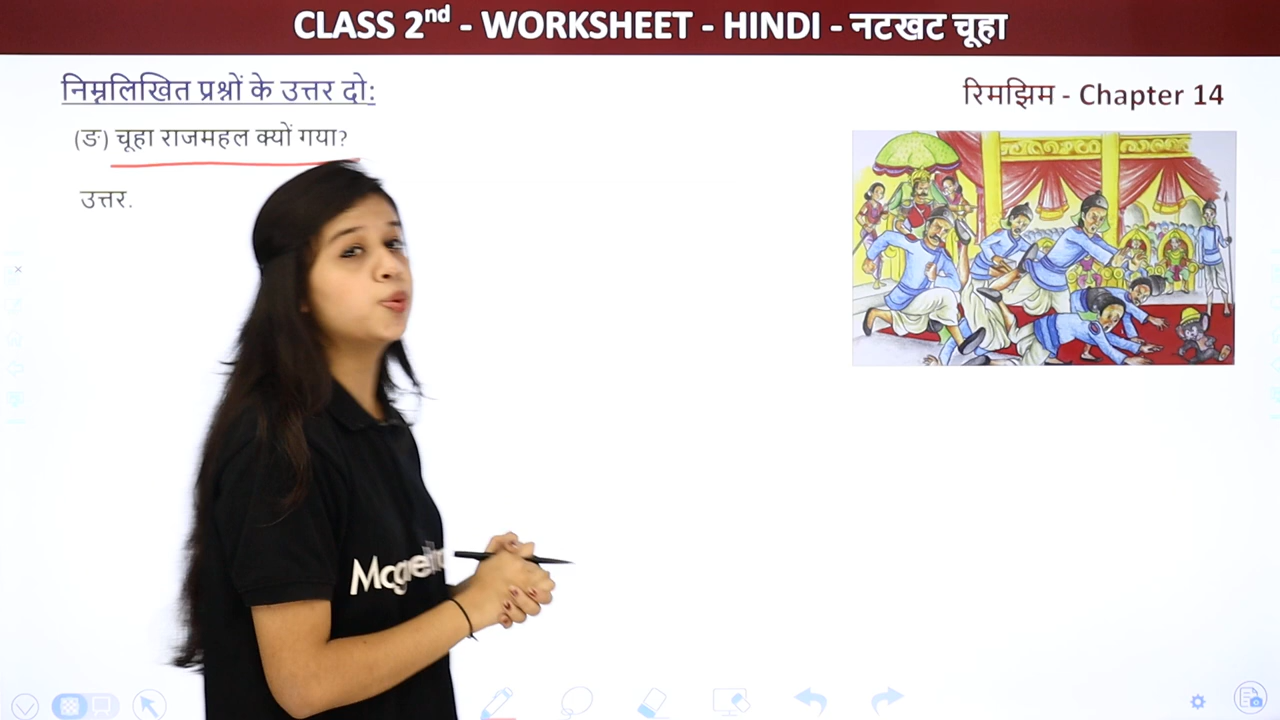 CLASS 2nd - WORKSHEET - HINDI - नटखट चूहा
निम्नलिखित प्रश्नों के उत्तर दो:
रिमझिम - Chapter 14
(ङ) चूहा राजमहल क्यों गया?
उत्तर.